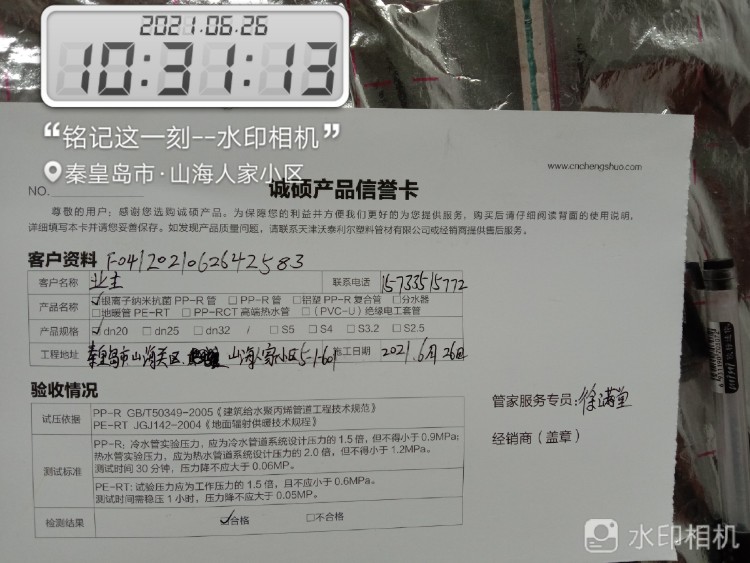 2021.06.26
10:31:13
“铭记这一刻--水印相机”
秦皇岛市·山海人家小区
www.cnchengshuo.com
NO.
诚硕产品信誉卡
尊敬的用户：感谢您选购诚硕产品。为保障您的利益并方便我们更好的为您提供服务，购买后请仔细阅读背面的使用说明，
详细填写本卡并请您妥善保存。如发现产品质量问题，请联系天津沃泰利尔塑料管材有限公司或经销商提供售后服务。
客户资料 F0412021062642583
客户名称 业主 联系电话 15733515772
产品名称 ☑银离子纳米抗菌PP-R管 □PP-R管 □铝塑PP-R复合管 □分水器
□地暖管PE-RT □PP-RCT高端热水管 □(PVC-U)绝缘电工套管
产品规格 ☑dn20 □dn25 □dn32 / □S5 □S4 □S3.2 □S2.5
工程地址 秦皇岛市山海关区 山海人家小区5-1-601 施工日期 2021.6月26日
验收情况
试压依据 PP-R GB/T50349-2005《建筑给水聚丙烯管道工程技术规范》
PE-RT JGJ142-2004《地面辐射供暖技术规程》
测试标准 PP-R：冷水管实验压力，应为冷水管道系统设计压力的1.5倍，但不得小于0.9MPa；
热水管实验压力，应为热水管道系统设计压力的2.0倍，但不得小于1.2MPa。
测试时间30分钟，压力降不应大于0.06MP。
PE-RT：试验压力应为工作压力的1.5倍，且不应小于0.6MPa。
测试时间需稳压1小时，压力降不应大于0.05MP。
检测结果 ☑合格 □不合格
管家服务专员：徐满堂
经销商（盖章）
水印相机